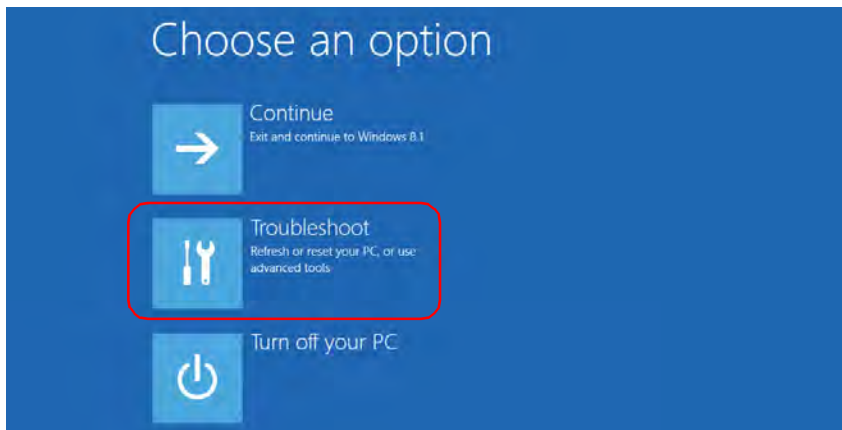 Choose an option
Continue
Exit and continue to Windows 8.1
Troubleshoot
Refresh or reset your PC, or use
advanced tools
Turn off your PC